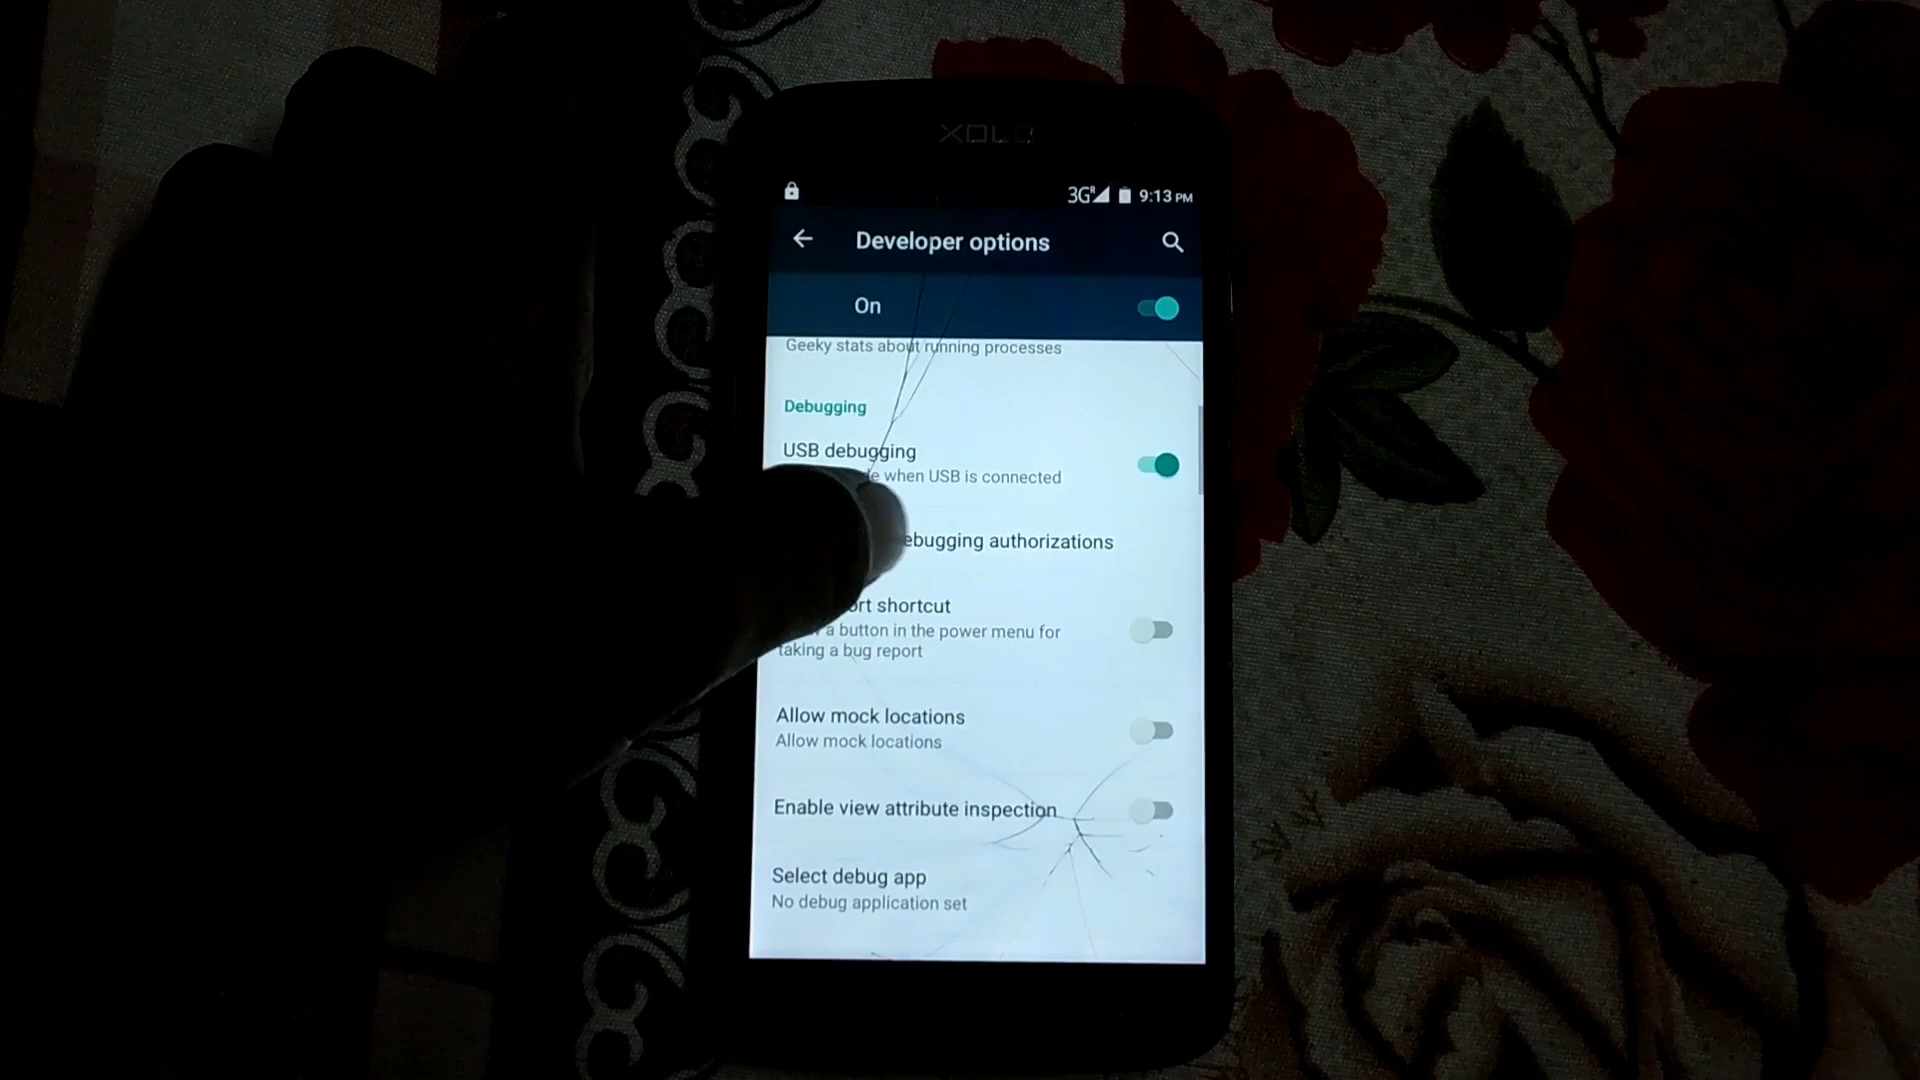 XOLO
3G R 9:13 PM
Developer options
On
Geeky stats about running processes
Debugging
USB debugging
when USB is connected
ebugging authorizations
ort shortcut
a button in the power menu for
taking a bug report
Allow mock locations
Allow mock locations
Enable view attribute inspection
Select debug app
No debug application set